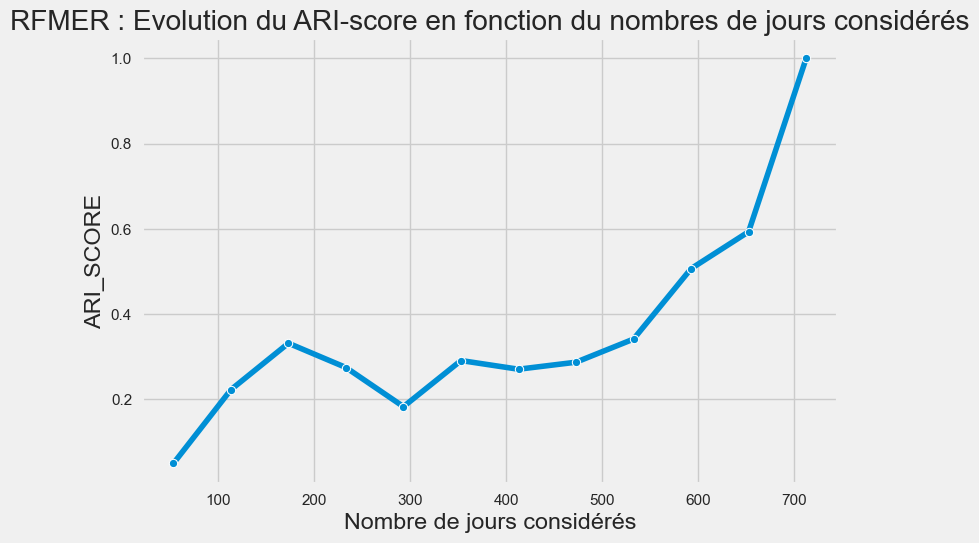 RFMER : Evolution du ARI-score en fonction du nombres de jours considérés
1.0
0.8
0.6
0.4
0.2
ARI_SCORE
100 200 300 400 500 600 700
Nombre de jours considérés